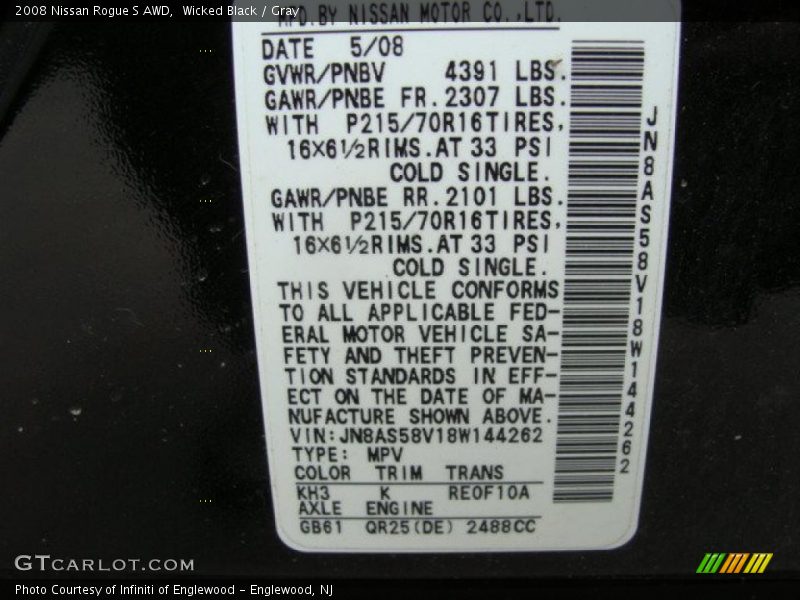 2008 Nissan Rogue S AWD,  Wicked Black / Gray
MFD.BY NISSAN MOTOR CO.,LTD.
DATE 5/08
GVWR/PNBV 4391 LBS.
GAWR/PNBE FR.2307 LBS.
WITH P215/70R16TIRES,
16X6½RIMS.AT 33 PSI
COLD SINGLE.
GAWR/PNBE RR.2101 LBS.
WITH P215/70R16TIRES,
16X6½RIMS.AT 33 PSI
COLD SINGLE.
THIS VEHICLE CONFORMS
TO ALL APPLICABLE FED-
ERAL MOTOR VEHICLE SA-
FETY AND THEFT PREVEN-
TION STANDARDS IN EFF-
ECT ON THE DATE OF MA-
NUFACTURE SHOWN ABOVE.
VIN:JN8AS58V18W144262
TYPE: MPV
COLOR TRIM TRANS
KH3 K RE0F10A
AXLE ENGINE
GB61 QR25(DE) 2488CC
JN8AS58V18W144262
GTCARLOT.COM
Photo Courtesy of Infiniti of Englewood – Englewood, NJ